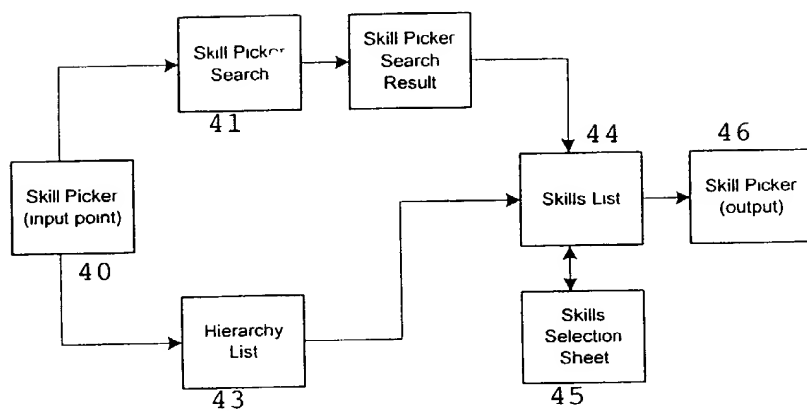 Skill Picker
Search
41
Skill Picker
Search
Result
44
46
Skill Picker
(input point)
40
Skills List
Skill Picker
(output)
Hierarchy
List
43
Skills
Selection
Sheet
45